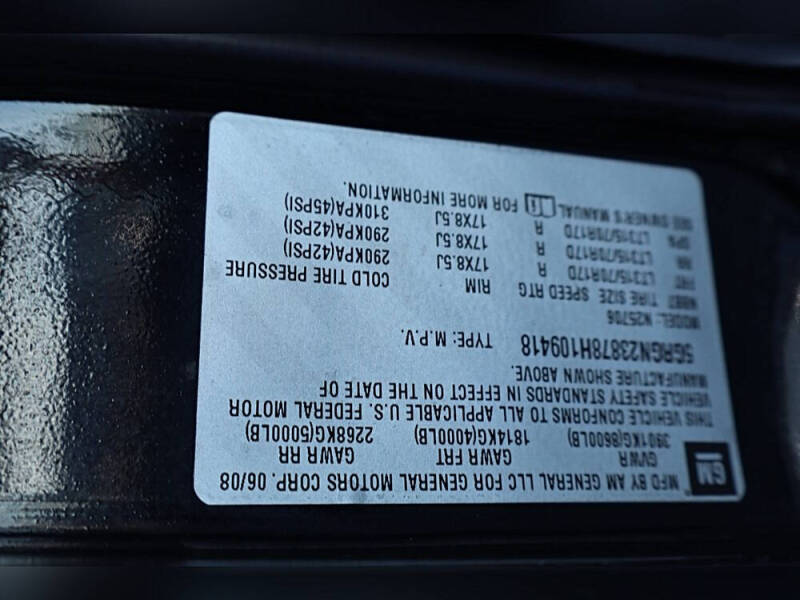 GM
™ MFD BY AM GENERAL LLC FOR GENERAL MOTORS CORP. 06/08
GVWR GAWR FRT GAWR RR
3901KG(8600LB) 1814KG(4000LB) 2268KG(5000LB)
THIS VEHICLE CONFORMS TO ALL APPLICABLE U.S. FEDERAL MOTOR
VEHICLE SAFETY STANDARDS IN EFFECT ON THE DATE OF
MANUFACTURE SHOWN ABOVE.
5GRGN23878H109418 TYPE: M.P.V.
MODEL: N25706
TIRE SIZE SPEED RTG RIM COLD TIRE PRESSURE
FRT LT315/70R17D R 17X8.5J 290KPA(42PSI)
RR LT315/70R17D R 17X8.5J 290KPA(42PSI)
SPA LT315/70R17D R 17X8.5J 310KPA(45PSI)
SEE OWNER'S MANUAL FOR MORE INFORMATION.